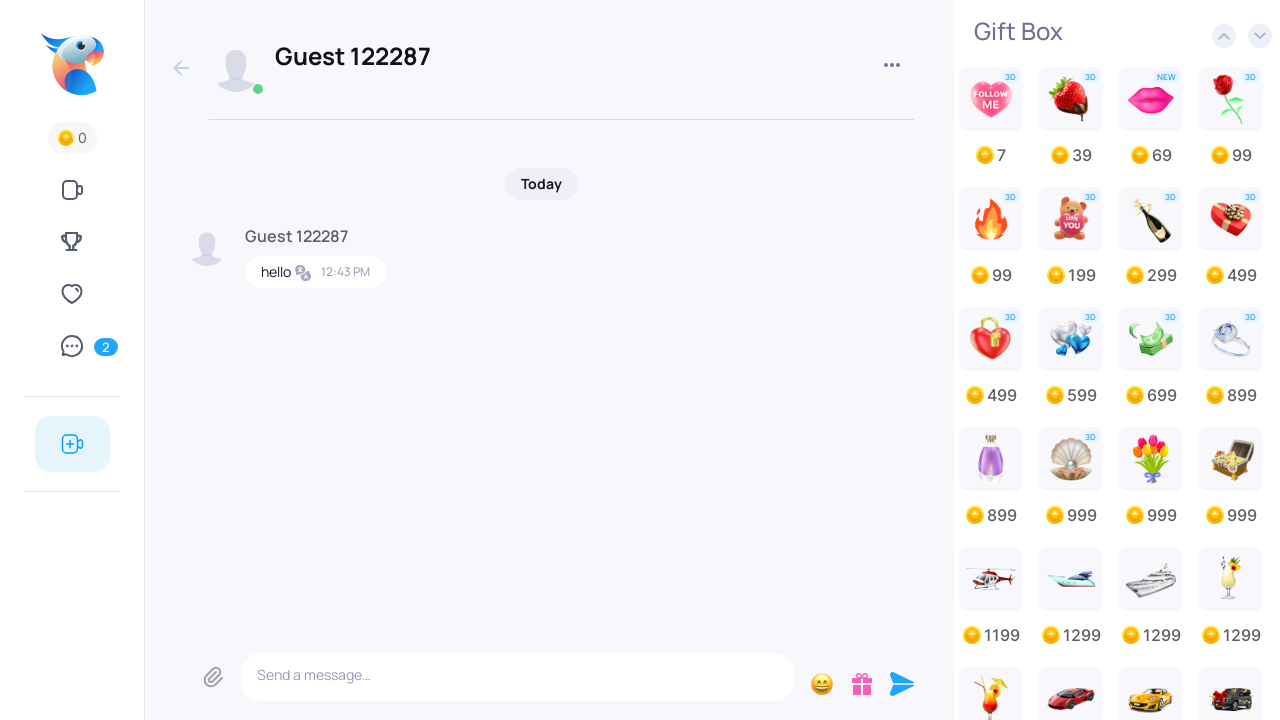 0
2
Guest 122287
Today
Guest 122287
hello 12:43 PM
Send a message...
Gift Box
3D 3D NEW 3D
FOLLOW
ME
7 39 69 99
3D 3D 3D 3D
LOVE
YOU
99 199 299 499
3D 3D 3D 3D
499 599 699 899
3D
899 999 999 999
1199 1299 1299 1299